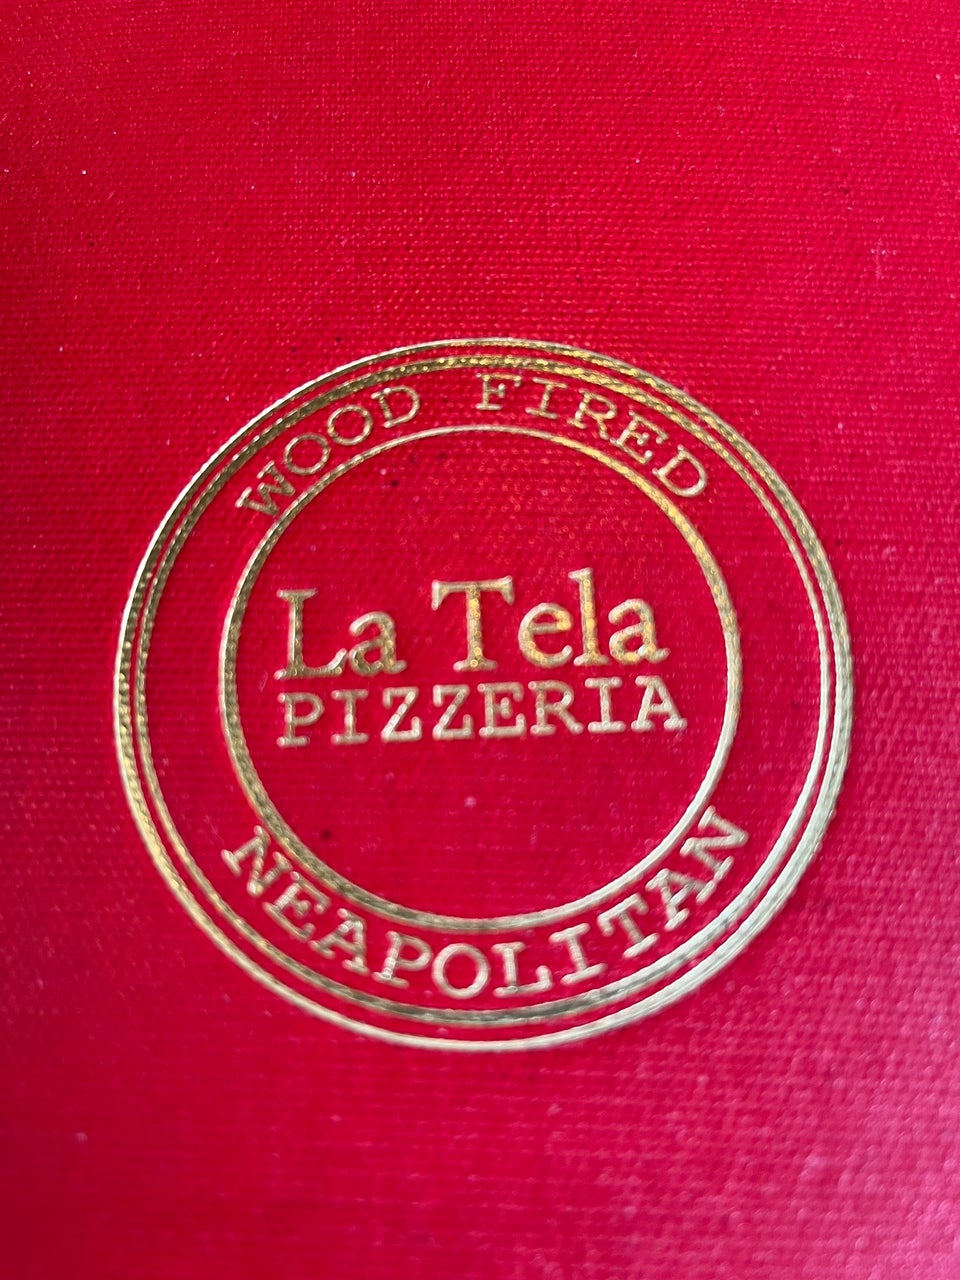 WOOD FIRED
La Tela
PIZZERIA
NEAPOLITAN